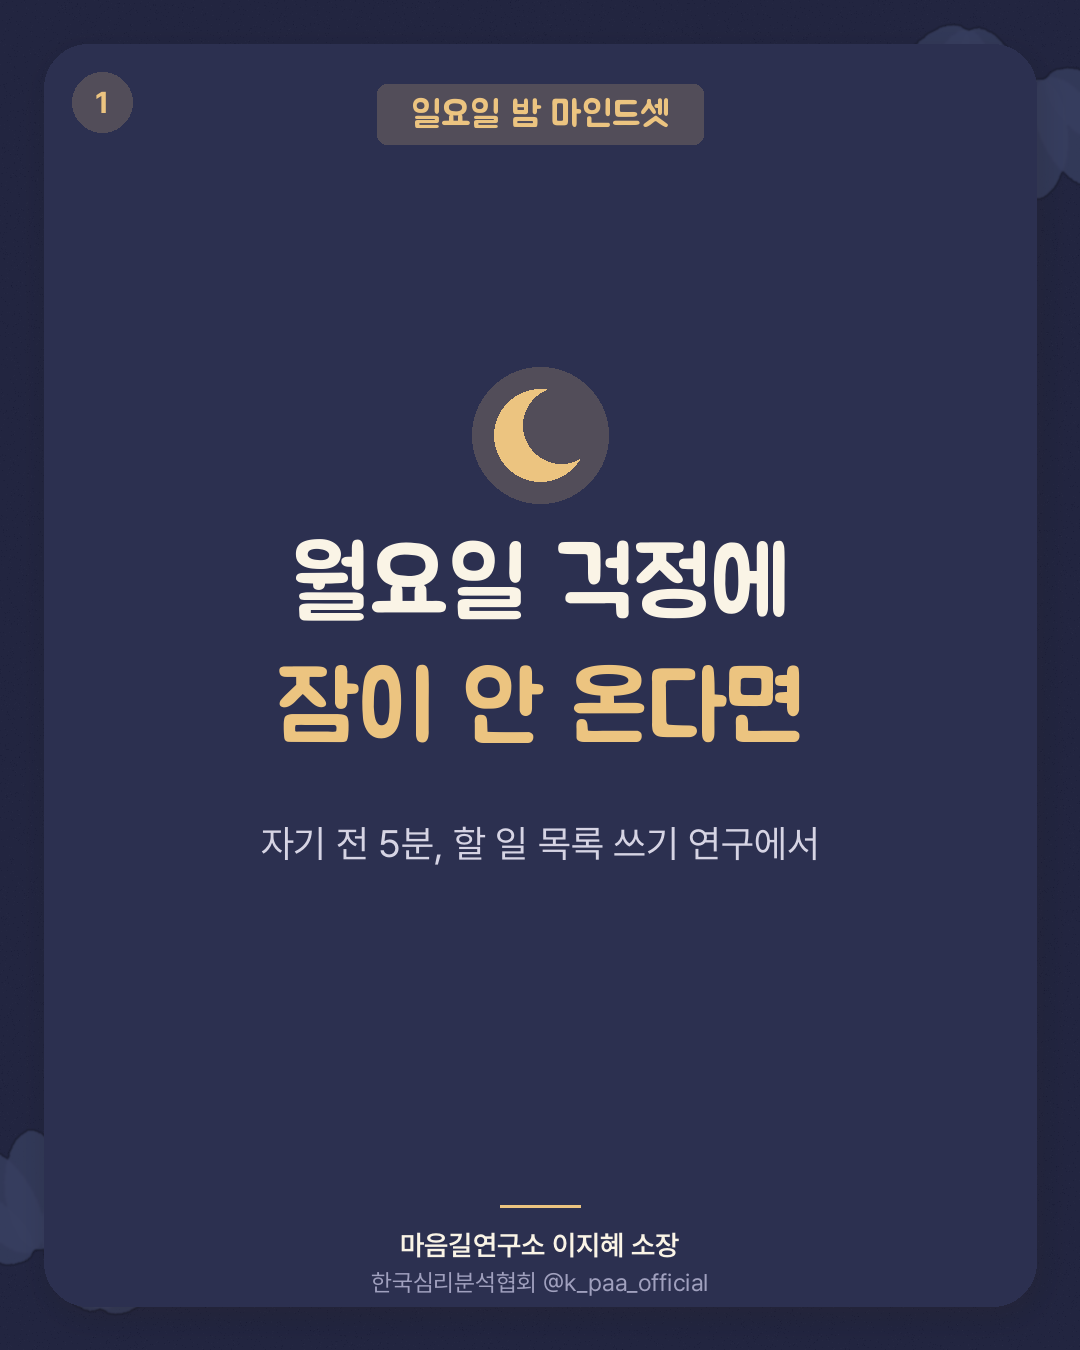 1
일요일 밤 마인드셋
월요일 걱정에
잠이 안 온다면
자기 전 5분, 할 일 목록 쓰기 연구에서
마음길연구소 이지혜 소장
한국심리분석협회 @k_paa_official